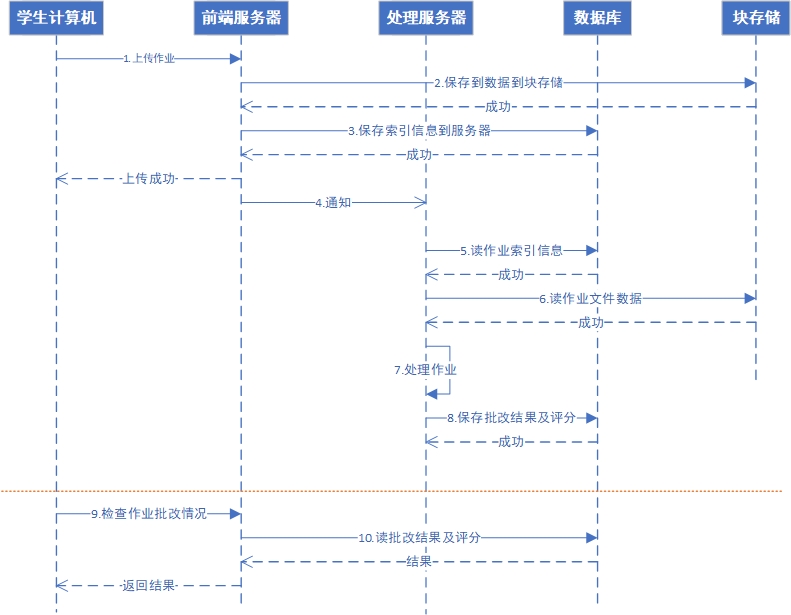 学生计算机
前端服务器
处理服务器
数据库
块存储
1.上传作业
2.保存到数据到块存储
成功
3.保存索引信息到服务器
成功
上传成功
4.通知
5.读作业索引信息
成功
6.读作业文件数据
成功
7.处理作业
8.保存批改结果及评分
成功
9.检查作业批改情况
10.读批改结果及评分
结果
返回结果